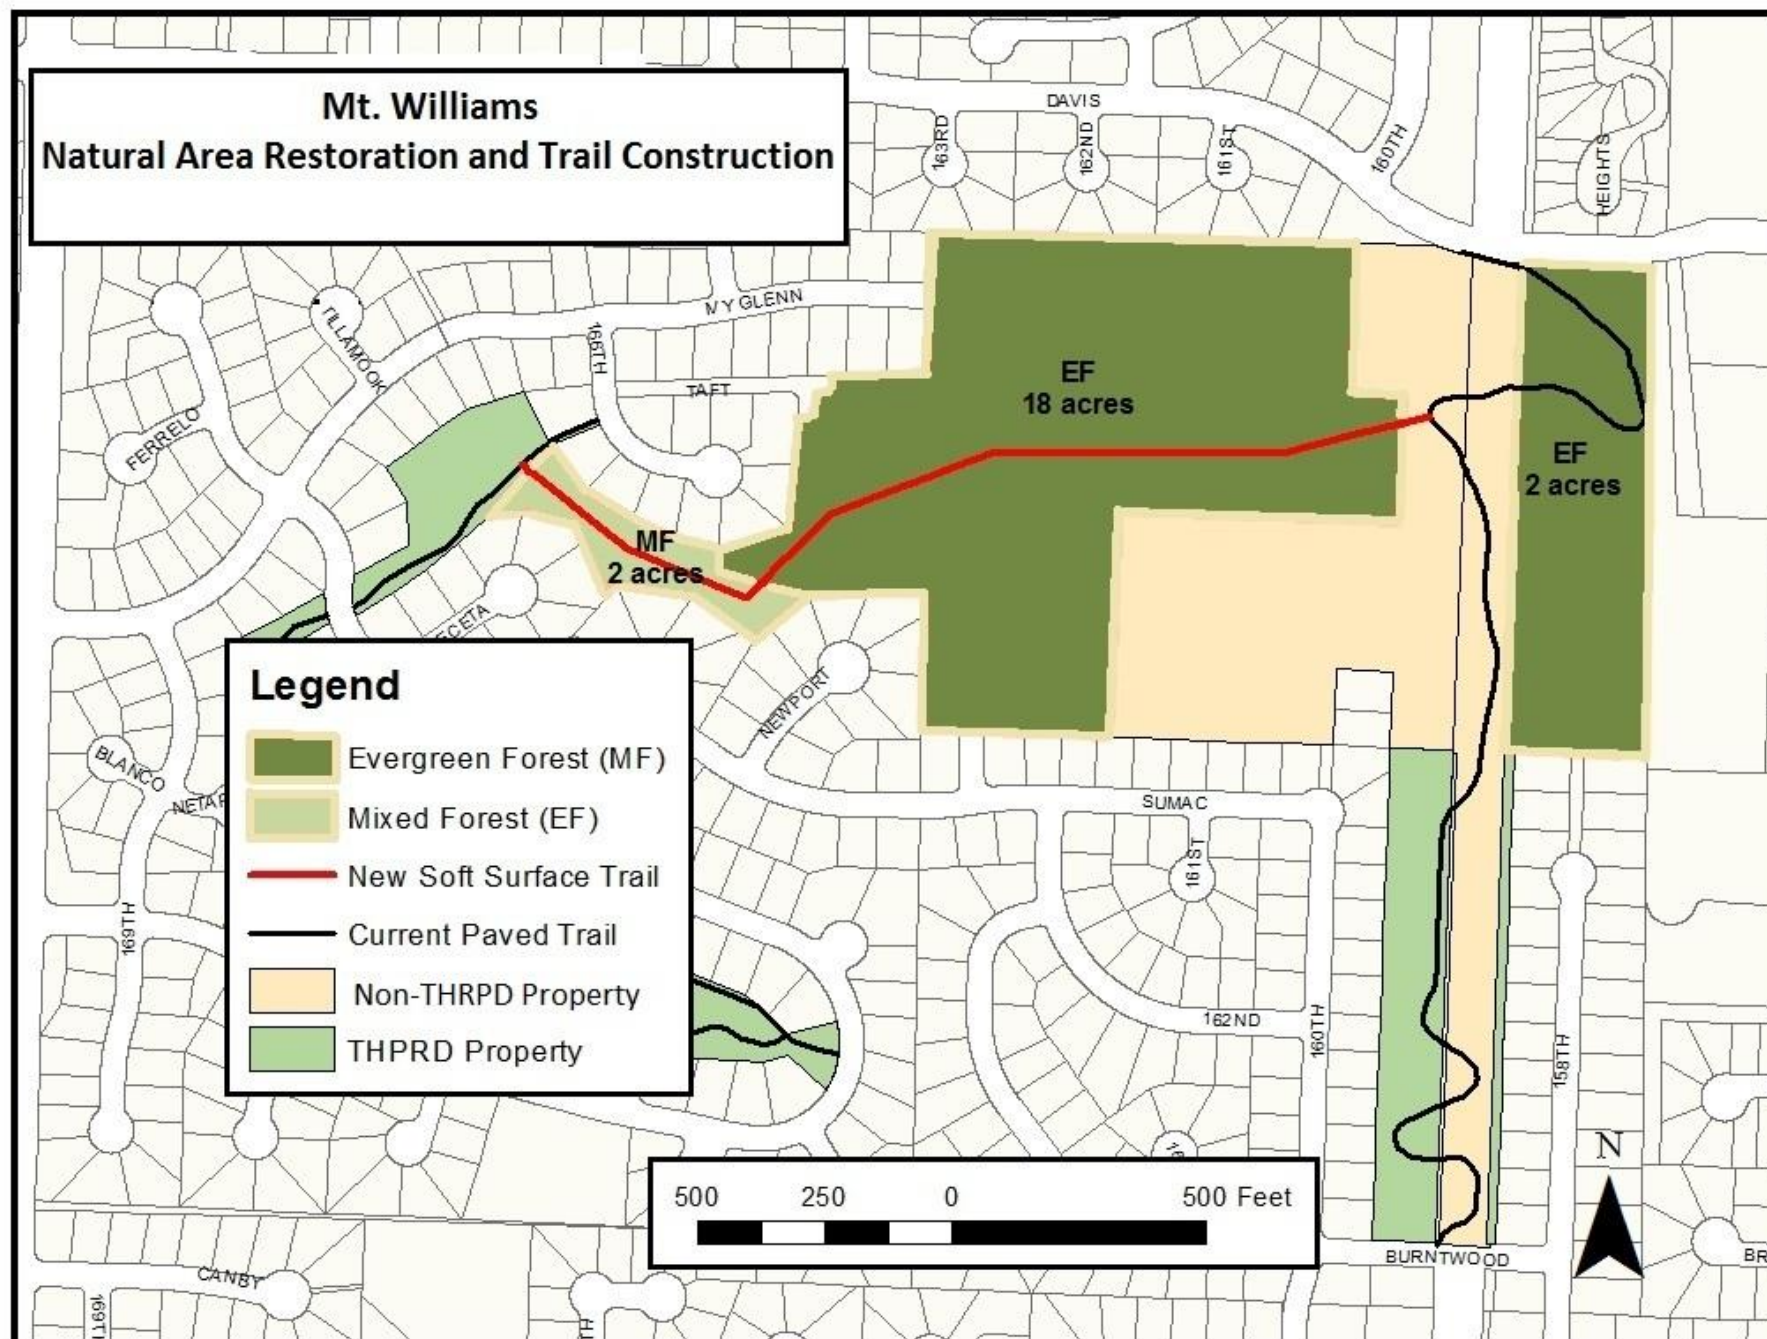 Mt. Williams
Natural Area Restoration and Trail Construction
DAVIS
163RD
162ND
161ST
160TH
HEIGHTS
TILLAMOOK
IVY GLENN
166TH
TAFT
FERRELO
EF
18 acres
EF
2 acres
MF
2 acres
NEWPORT
BLANCO
SUMAC
161ST
169TH
162ND
160TH
158TH
Legend
Evergreen Forest (MF)
Mixed Forest (EF)
New Soft Surface Trail
Current Paved Trail
Non-THRPD Property
THPRD Property
N
500 250 0 500 Feet
BURNTWOOD
CANBY